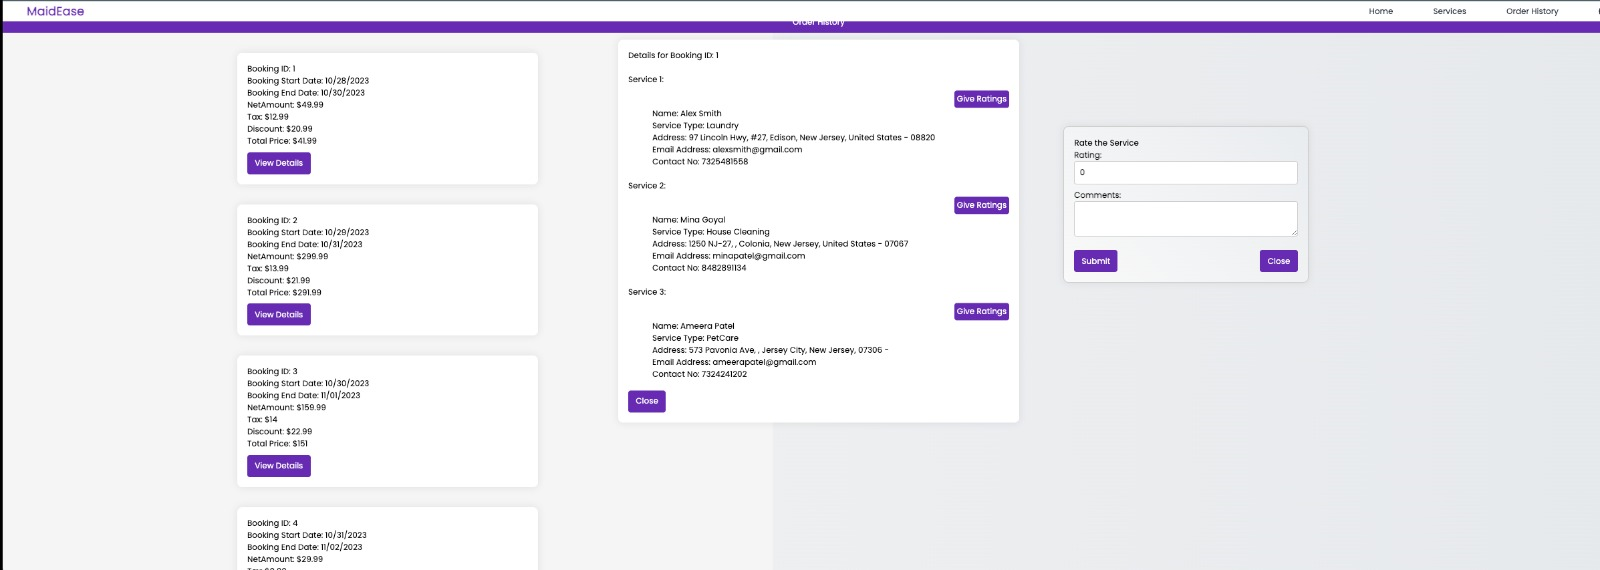 MaidEase
Home
Services
Order History
Order History
Booking ID: 1
Booking Start Date: 10/28/2023
Booking End Date: 10/30/2023
NetAmount: $49.99
Tax: $12.99
Discount: $20.99
Total Price: $41.99
View Details
Booking ID: 2
Booking Start Date: 10/29/2023
Booking End Date: 10/31/2023
NetAmount: $299.99
Tax: $13.99
Discount: $21.99
Total Price: $291.99
View Details
Booking ID: 3
Booking Start Date: 10/30/2023
Booking End Date: 11/01/2023
NetAmount: $159.99
Tax: $14
Discount: $22.99
Total Price: $151
View Details
Booking ID: 4
Booking Start Date: 10/31/2023
Booking End Date: 11/02/2023
NetAmount: $29.99
Details for Booking ID: 1
Service 1:
Give Ratings
Name: Alex Smith
Service Type: Laundry
Address: 97 Lincoln Hwy, #27, Edison, New Jersey, United States - 08820
Email Address: alexsmith@gmail.com
Contact No: 7325481558
Service 2:
Give Ratings
Name: Mina Goyal
Service Type: House Cleaning
Address: 1250 NJ-27, , Colonia, New Jersey, United States - 07067
Email Address: minapatel@gmail.com
Contact No: 8482891134
Service 3:
Give Ratings
Name: Ameera Patel
Service Type: PetCare
Address: 573 Pavonia Ave, , Jersey City, New Jersey, 07306 -
Email Address: ameerapatel@gmail.com
Contact No: 7324241202
Close
Rate the Service
Rating:
0
Comments:
Submit
Close